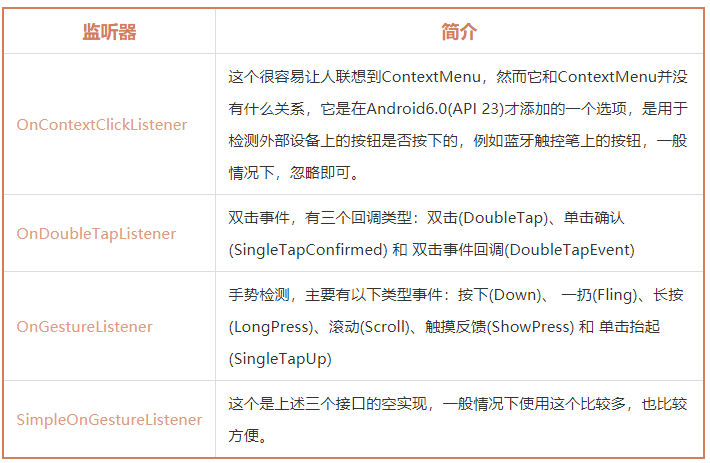 监听器
简介
OnContextClickListener
这个很容易让人联想到ContextMenu，然而它和ContextMenu并没
有什么关系，它是在Android6.0(API 23)才添加的一个选项，是用于
检测外部设备上的按钮是否按下的，例如蓝牙触控笔上的按钮，一般
情况下，忽略即可。
OnDoubleTapListener
双击事件，有三个回调类型：双击(DoubleTap)、单击确认
(SingleTapConfirmed) 和 双击事件回调(DoubleTapEvent)
OnGestureListener
手势检测，主要有以下类型事件：按下(Down)、 一扔(Fling)、长按
(LongPress)、滚动(Scroll)、触摸反馈(ShowPress) 和 单击抬起
(SingleTapUp)
SimpleOnGestureListener
这个是上述三个接口的空实现，一般情况下使用这个比较多，也比较
方便。